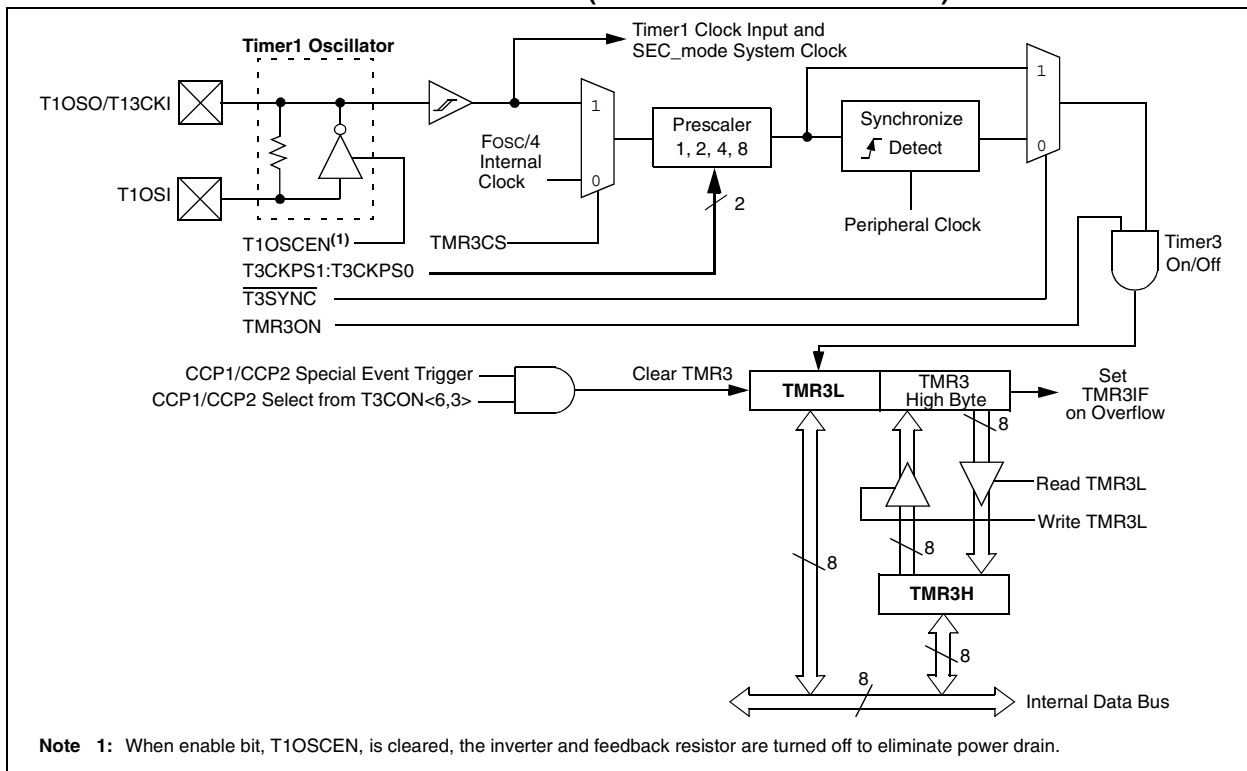 Timer1 Oscillator
Timer1 Clock Input and
SEC_mode System Clock
T1OSO/T13CKI
T1OSI
FOSC/4
Internal
Clock
1
0
Prescaler
1, 2, 4, 8
2
Synchronize
Detect
Peripheral Clock
1
0
T1OSCEN(1)
TMR3CS
T3CKPS1:T3CKPS0
T3SYNC
TMR3ON
Timer3
On/Off
CCP1/CCP2 Special Event Trigger
CCP1/CCP2 Select from T3CON<6,3>
Clear TMR3
TMR3L
TMR3
High Byte
Set
TMR3IF
on Overflow
8
Read TMR3L
Write TMR3L
8
8
TMR3H
8
8
Internal Data Bus
Note 1: When enable bit, T1OSCEN, is cleared, the inverter and feedback resistor are turned off to eliminate power drain.